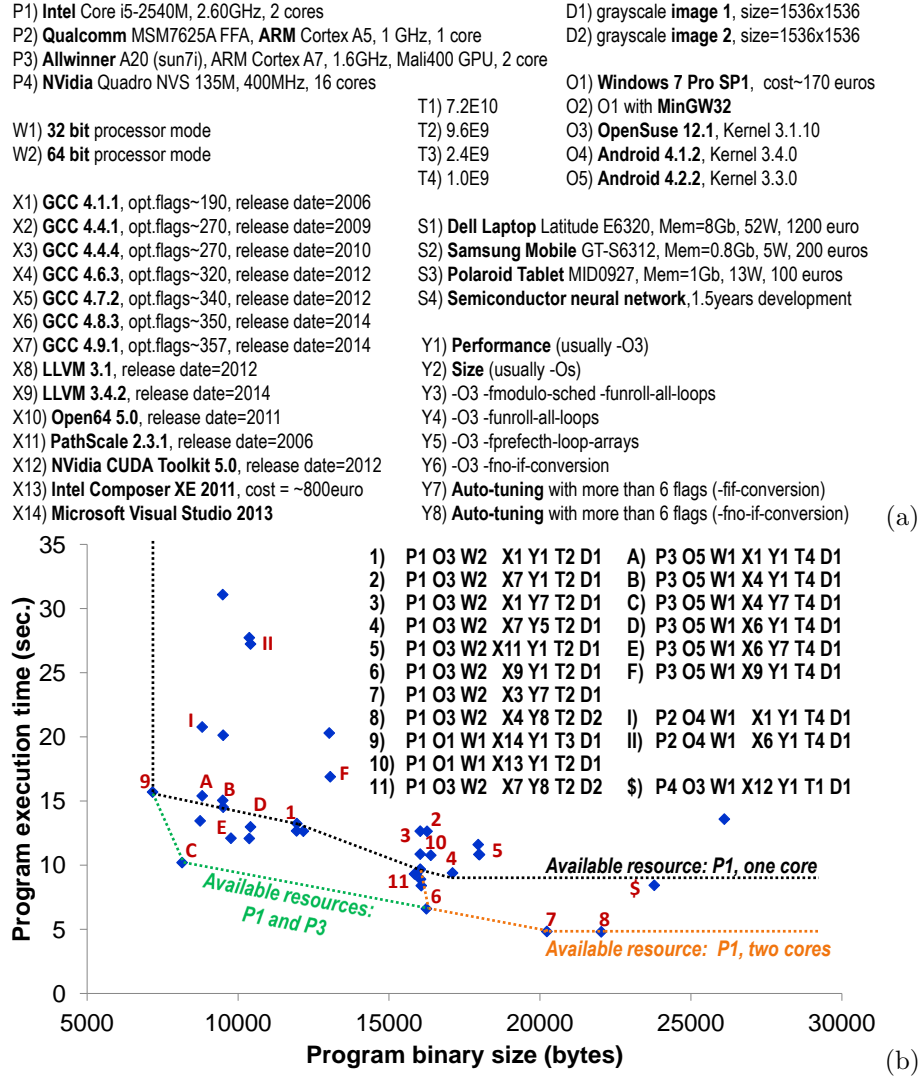 P1) Intel Core i5-2540M, 2.60GHz, 2 cores
P2) Qualcomm MSM7625A FFA, ARM Cortex A5, 1 GHz, 1 core
P3) Allwinner A20 (sun7i), ARM Cortex A7, 1.6GHz, Mali400 GPU, 2 core
P4) NVidia Quadro NVS 135M, 400MHz, 16 cores
D1) grayscale image 1, size=1536x1536
D2) grayscale image 2, size=1536x1536
W1) 32 bit processor mode
W2) 64 bit processor mode
T1) 7.2E10
T2) 9.6E9
T3) 2.4E9
T4) 1.0E9
O1) Windows 7 Pro SP1, cost~170 euros
O2) O1 with MinGW32
O3) OpenSuse 12.1, Kernel 3.1.10
O4) Android 4.1.2, Kernel 3.4.0
O5) Android 4.2.2, Kernel 3.3.0
X1) GCC 4.1.1, opt.flags~190, release date=2006
X2) GCC 4.4.1, opt.flags~270, release date=2009
X3) GCC 4.4.4, opt.flags~270, release date=2010
X4) GCC 4.6.3, opt.flags~320, release date=2012
X5) GCC 4.7.2, opt.flags~340, release date=2012
X6) GCC 4.8.3, opt.flags~350, release date=2014
X7) GCC 4.9.1, opt.flags~357, release date=2014
X8) LLVM 3.1, release date=2012
X9) LLVM 3.4.2, release date=2014
X10) Open64 5.0, release date=2011
X11) PathScale 2.3.1, release date=2006
X12) NVidia CUDA Toolkit 5.0, release date=2012
X13) Intel Composer XE 2011, cost = ~800euro
X14) Microsoft Visual Studio 2013
S1) Dell Laptop Latitude E6320, Mem=8Gb, 52W, 1200 euro
S2) Samsung Mobile GT-S6312, Mem=0.8Gb, 5W, 200 euros
S3) Polaroid Tablet MID0927, Mem=1Gb, 13W, 100 euros
S4) Semiconductor neural network,1.5years development
Y1) Performance (usually -O3)
Y2) Size (usually -Os)
Y3) -O3 -fmodulo-sched -funroll-all-loops
Y4) -O3 -funroll-all-loops
Y5) -O3 -fprefecth-loop-arrays
Y6) -O3 -fno-if-conversion
Y7) Auto-tuning with more than 6 flags (-fif-conversion)
Y8) Auto-tuning with more than 6 flags (-fno-if-conversion)
(a)
Program execution time (sec.)
35
30
25
20
15
10
5
0
1) P1 O3 W2 X1 Y1 T2 D1
2) P1 O3 W2 X7 Y1 T2 D1
3) P1 O3 W2 X1 Y7 T2 D1
4) P1 O3 W2 X7 Y5 T2 D1
5) P1 O3 W2 X11 Y1 T2 D1
6) P1 O3 W2 X9 Y1 T2 D1
7) P1 O3 W2 X3 Y7 T2 D1
8) P1 O3 W2 X4 Y8 T2 D2
9) P1 O1 W1 X14 Y1 T3 D1
10) P1 O1 W1 X13 Y1 T2 D1
11) P1 O3 W2 X7 Y8 T2 D2
A) P3 O5 W1 X1 Y1 T4 D1
B) P3 O5 W1 X4 Y1 T4 D1
C) P3 O5 W1 X4 Y7 T4 D1
D) P3 O5 W1 X6 Y1 T4 D1
E) P3 O5 W1 X6 Y7 T4 D1
F) P3 O5 W1 X9 Y1 T4 D1
I) P2 O4 W1 X1 Y1 T4 D1
II) P2 O4 W1 X6 Y1 T4 D1
$) P4 O3 W1 X12 Y1 T1 D1
II
I
F
9
A
B
D
1
2
E
3
10
5
C
4
11
$
6
7
8
Available resource: P1, one core
Available resources:
P1 and P3
Available resource: P1, two cores
5000
10000
15000
20000
25000
30000
Program binary size (bytes)
(b)